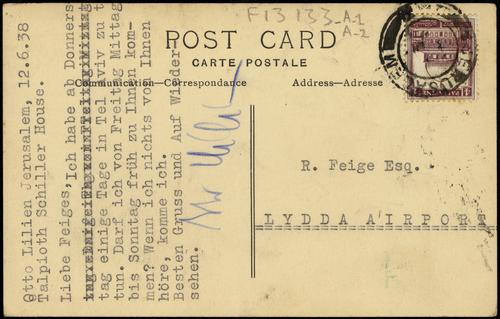 F13 133-A-1
A-2
POST CARD
CARTE POSTALE
Communication—Correspondance
Address—Adresse
JERUSALEM
R. Feige Esq.
LYDDA AIRPORT
Otto Lilien Jerusalem, 12.6.38
Talpioth Schiller House.
Liebe Feiges, Ich habe ab Donners
tag einige Tage in Tel Aviv zu t
tun. Darf ich von Freitag Mittag
bis Sonntag früh zu Ihnen kom-
men? Wenn ich nichts von Ihnen
höre, komme ich.
Besten Gruss und Auf Wieder
sehen.